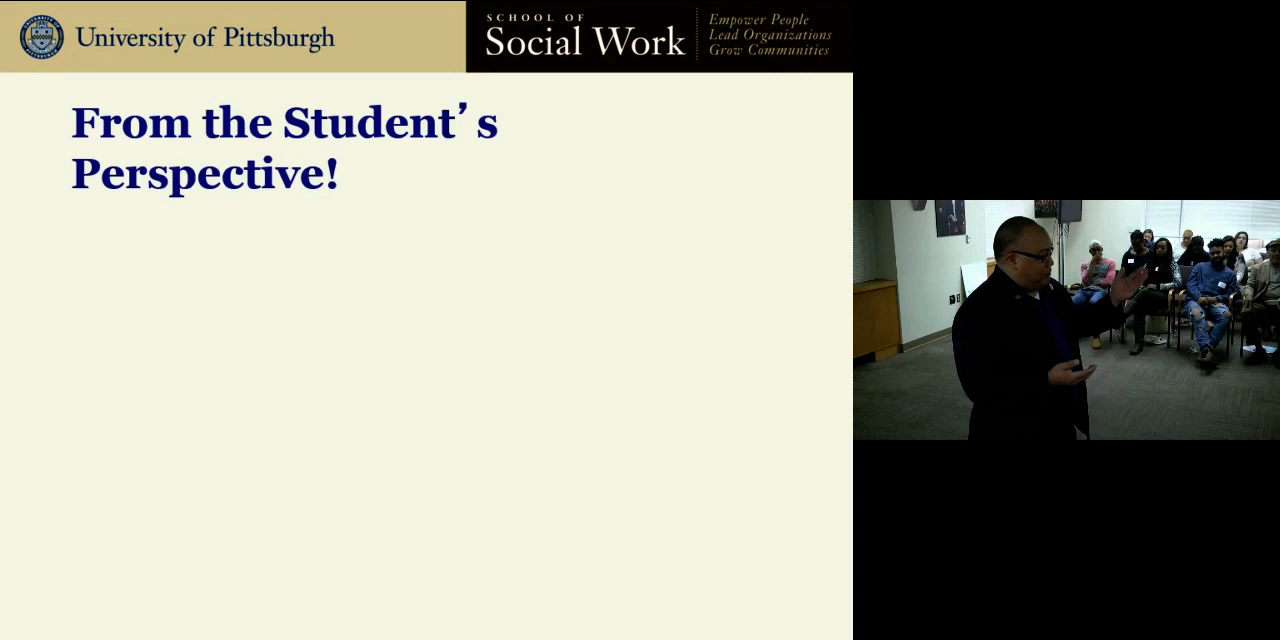 University of Pittsburgh
SCHOOL OF
Social Work
Empower People
Lead Organizations
Grow Communities
From the Student’s
Perspective!